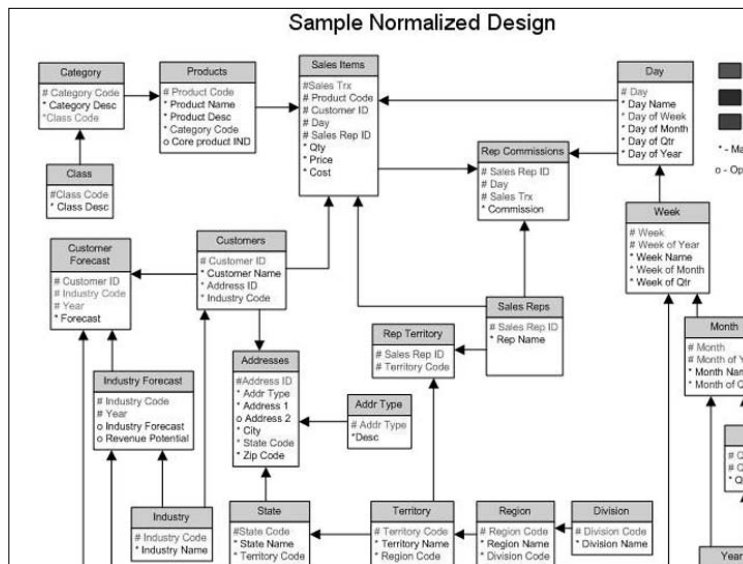 Sample Normalized Design
Category
# Category Code
* Category Desc
*Class Code
Products
# Product Code
* Product Name
* Product Desc
* Category Code
o Core product IND
Sales Items
#Sales Trx
# Product Code
# Customer ID
# Day
# Sales Rep ID
* Qty
* Price
* Cost
Day
# Day
* Day Name
* Day of Week
* Day of Month
* Day of Qtr
* Day of Year
* - Ma
o - Op
Class
#Class Code
* Class Desc
Rep Commissions
# Sales Rep ID
# Day
# Sales Trx
*Commission
Week
# Week
# Week of Year
* Week Name
* Week of Month
* Week of Qtr
Customer
Forecast
# Customer ID
# Industry Code
# Year
* Forecast
Customers
# Customer ID
* Customer Name
* Address ID
* Industry Code
Sales Reps
# Sales Rep ID
* Rep Name
Rep Territory
# Sales Rep ID
# Territory Code
Month
# Month
# Month of Y
* Month Nam
* Month of Q
Industry Forecast
# Industry Code
# Year
o Industry Forecast
o Revenue Potential
Addresses
#Address ID
* Addr Type
* Address 1
o Address 2
* City
* State Code
* Zip Code
Addr Type
# Addr Type
*Desc
# Q
# Q
* Q
Industry
# Industry Code
* Industry Name
State
#State Code
* State Name
* Territory Code
Territory
# Territory Code
* Territory Name
* Region Code
Region
# Region Code
* Region Name
* Division Code
Division
# Division Code
* Division Name
Year